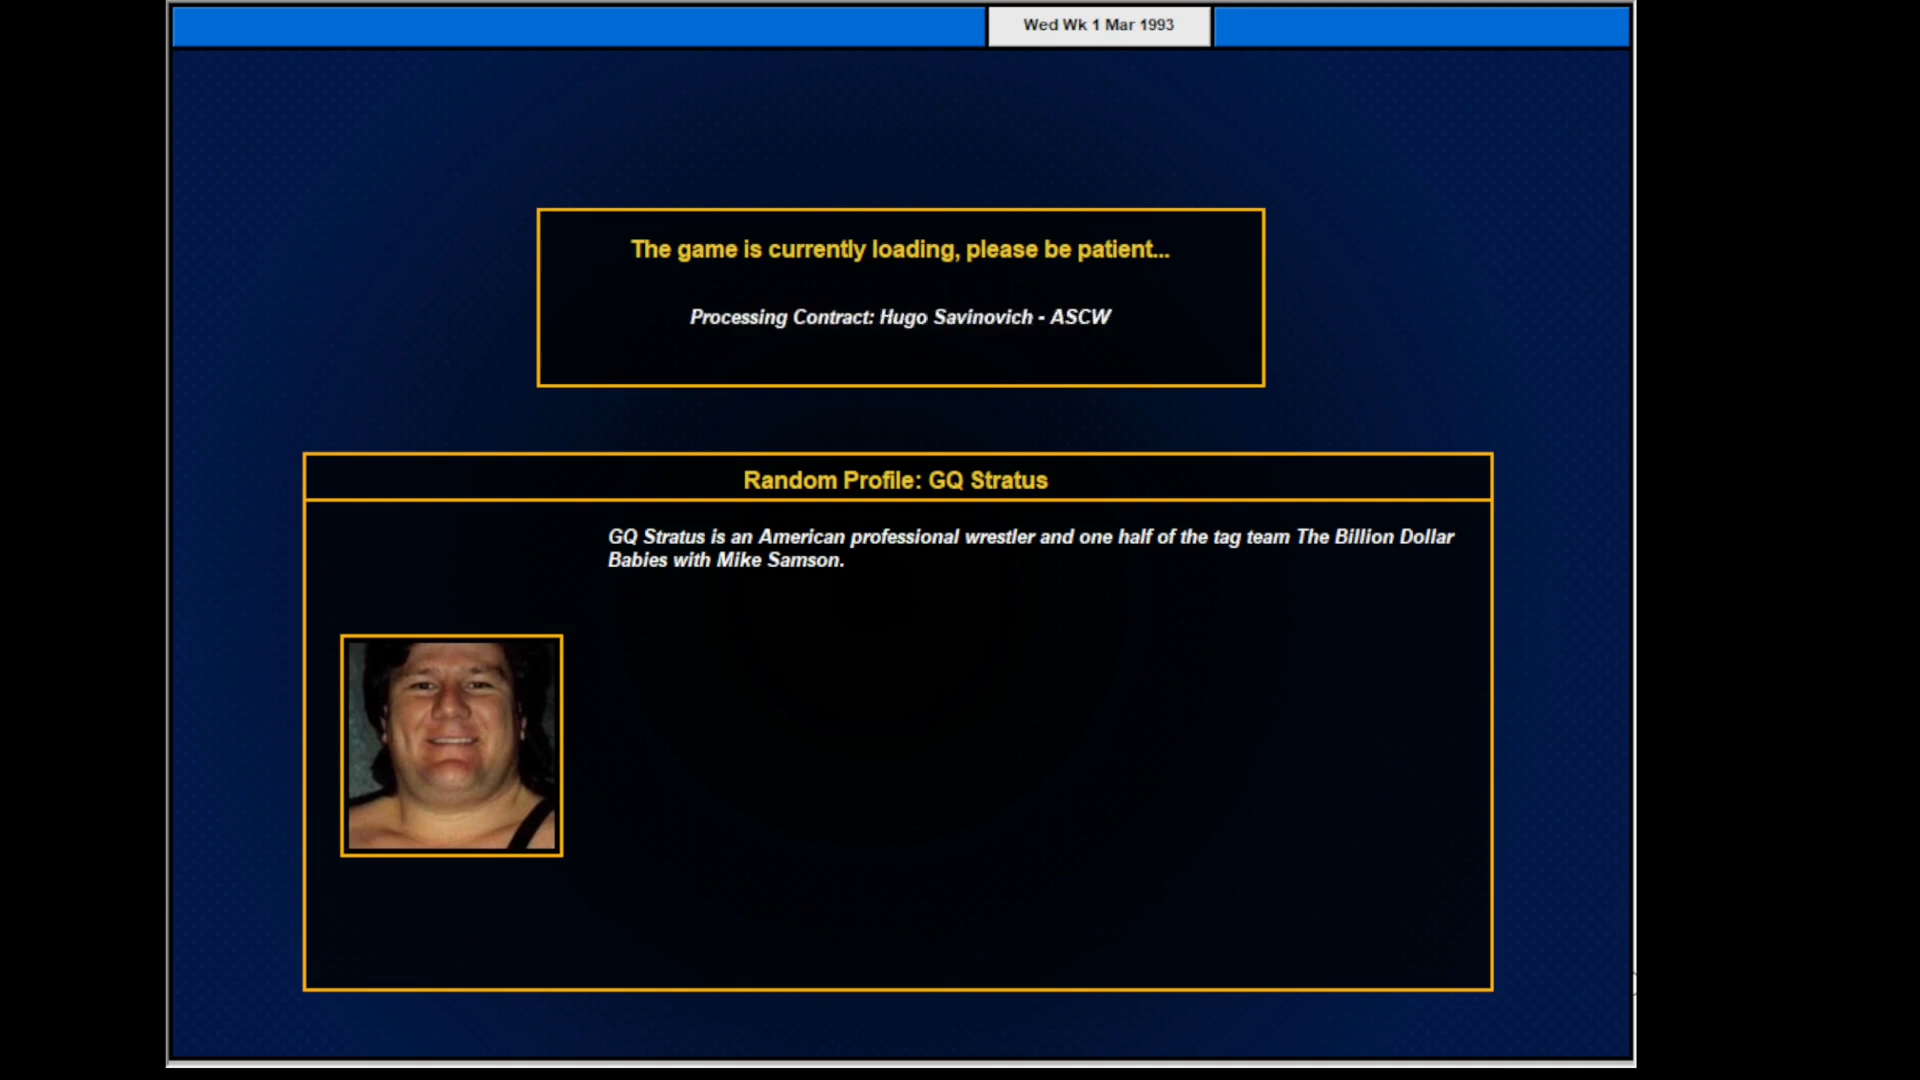 Wed Wk 1 Mar 1993
The game is currently loading, please be patient...
Processing Contract: Hugo Savinovich - ASCW
Random Profile: GQ Stratus
GQ Stratus is an American professional wrestler and one half of the tag team The Billion Dollar
Babies with Mike Samson.